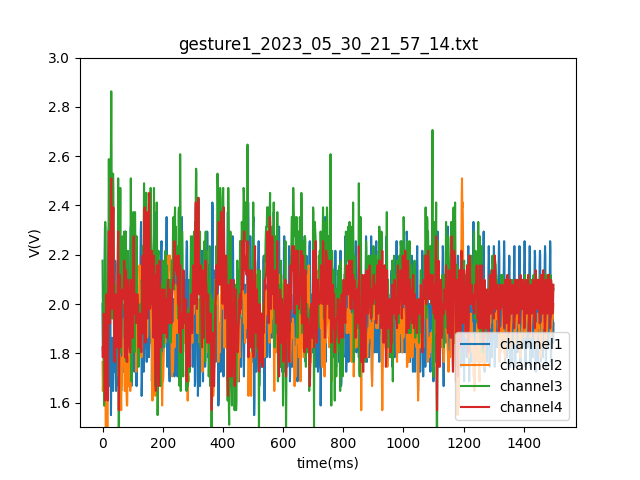 gesture1_2023_05_30_21_57_14.txt
3.0
2.8
2.6
2.4
2.2
2.0
1.8
1.6
V(V)
channel1
channel2
channel3
channel4
0 200 400 600 800 1000 1200 1400
time(ms)